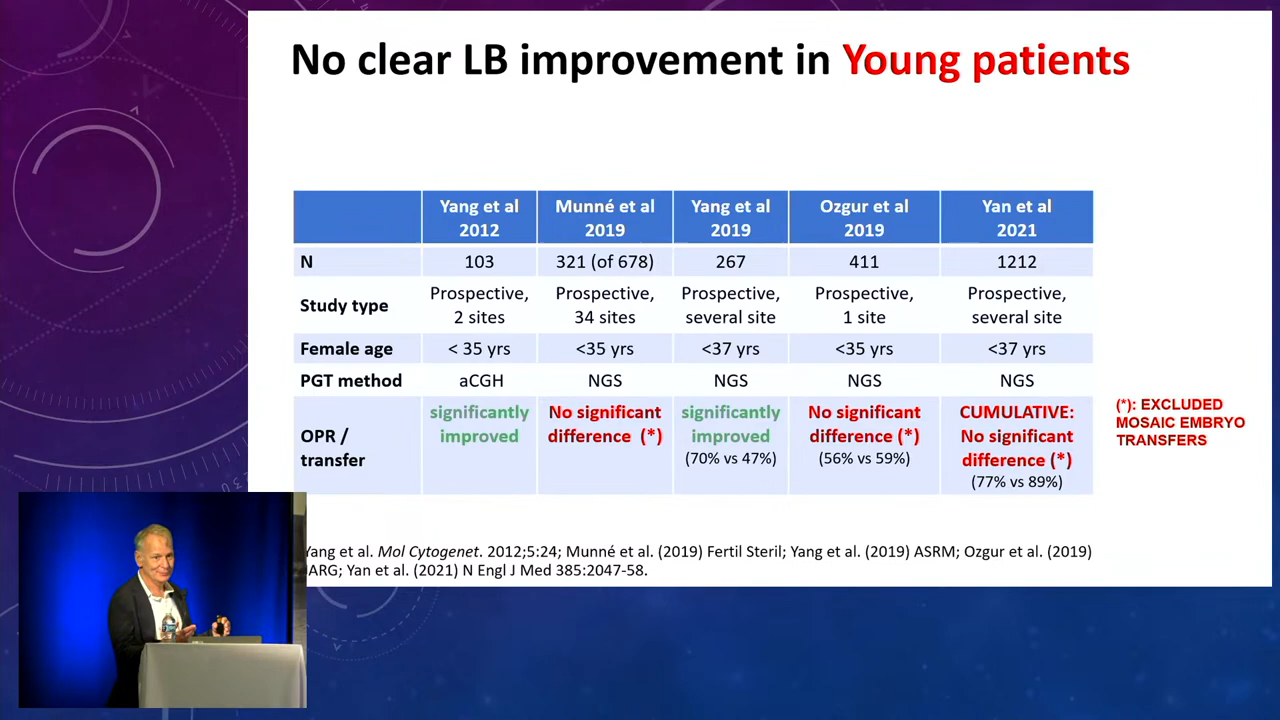 No clear LB improvement in Young patients
Yang et al 2012
Munné et al 2019
Yang et al 2019
Ozgur et al 2019
Yan et al 2021
N
103
321 (of 678)
267
411
1212
Study type
Prospective, 2 sites
Prospective, 34 sites
Prospective, several site
Prospective, 1 site
Prospective, several site
Female age
< 35 yrs
<35 yrs
<37 yrs
<35 yrs
<37 yrs
PGT method
aCGH
NGS
NGS
NGS
NGS
OPR / transfer
significantly improved
No significant difference (*)
significantly improved (70% vs 47%)
No significant difference (*) (56% vs 59%)
CUMULATIVE: No significant difference (*) (77% vs 89%)
(*): EXCLUDED
MOSAIC EMBRYO
TRANSFERS
Yang et al. Mol Cytogenet. 2012;5:24; Munné et al. (2019) Fertil Steril; Yang et al. (2019) ASRM; Ozgur et al. (2019)
ARG; Yan et al. (2021) N Engl J Med 385:2047-58.
230